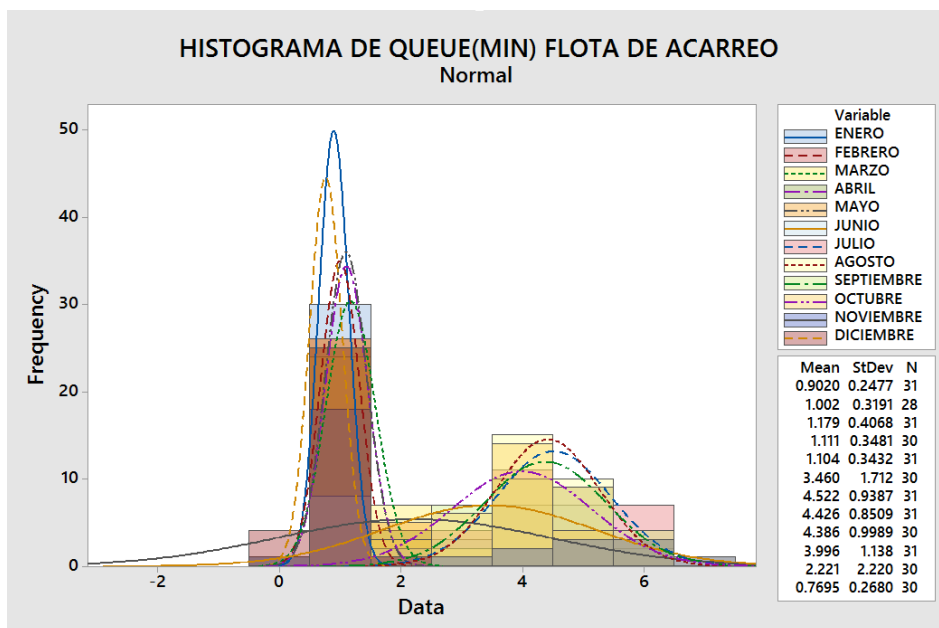 HISTOGRAMA DE QUEUE(MIN) FLOTA DE ACARREO
Normal
Frequency
50
40
30
20
10
0
-2 0 2 4 6
Data
Variable
ENERO
FEBRERO
MARZO
ABRIL
MAYO
JUNIO
JULIO
AGOSTO
SEPTIEMBRE
OCTUBRE
NOVIEMBRE
DICIEMBRE
Mean StDev N
0.9020 0.2477 31
1.002 0.3191 28
1.179 0.4068 31
1.111 0.3481 30
1.104 0.3432 30
3.460 1.712 30
4.522 0.9387 31
4.426 0.8509 31
4.386 0.9989 30
3.996 1.138 31
2.221 2.220 30
0.7695 0.2680 30